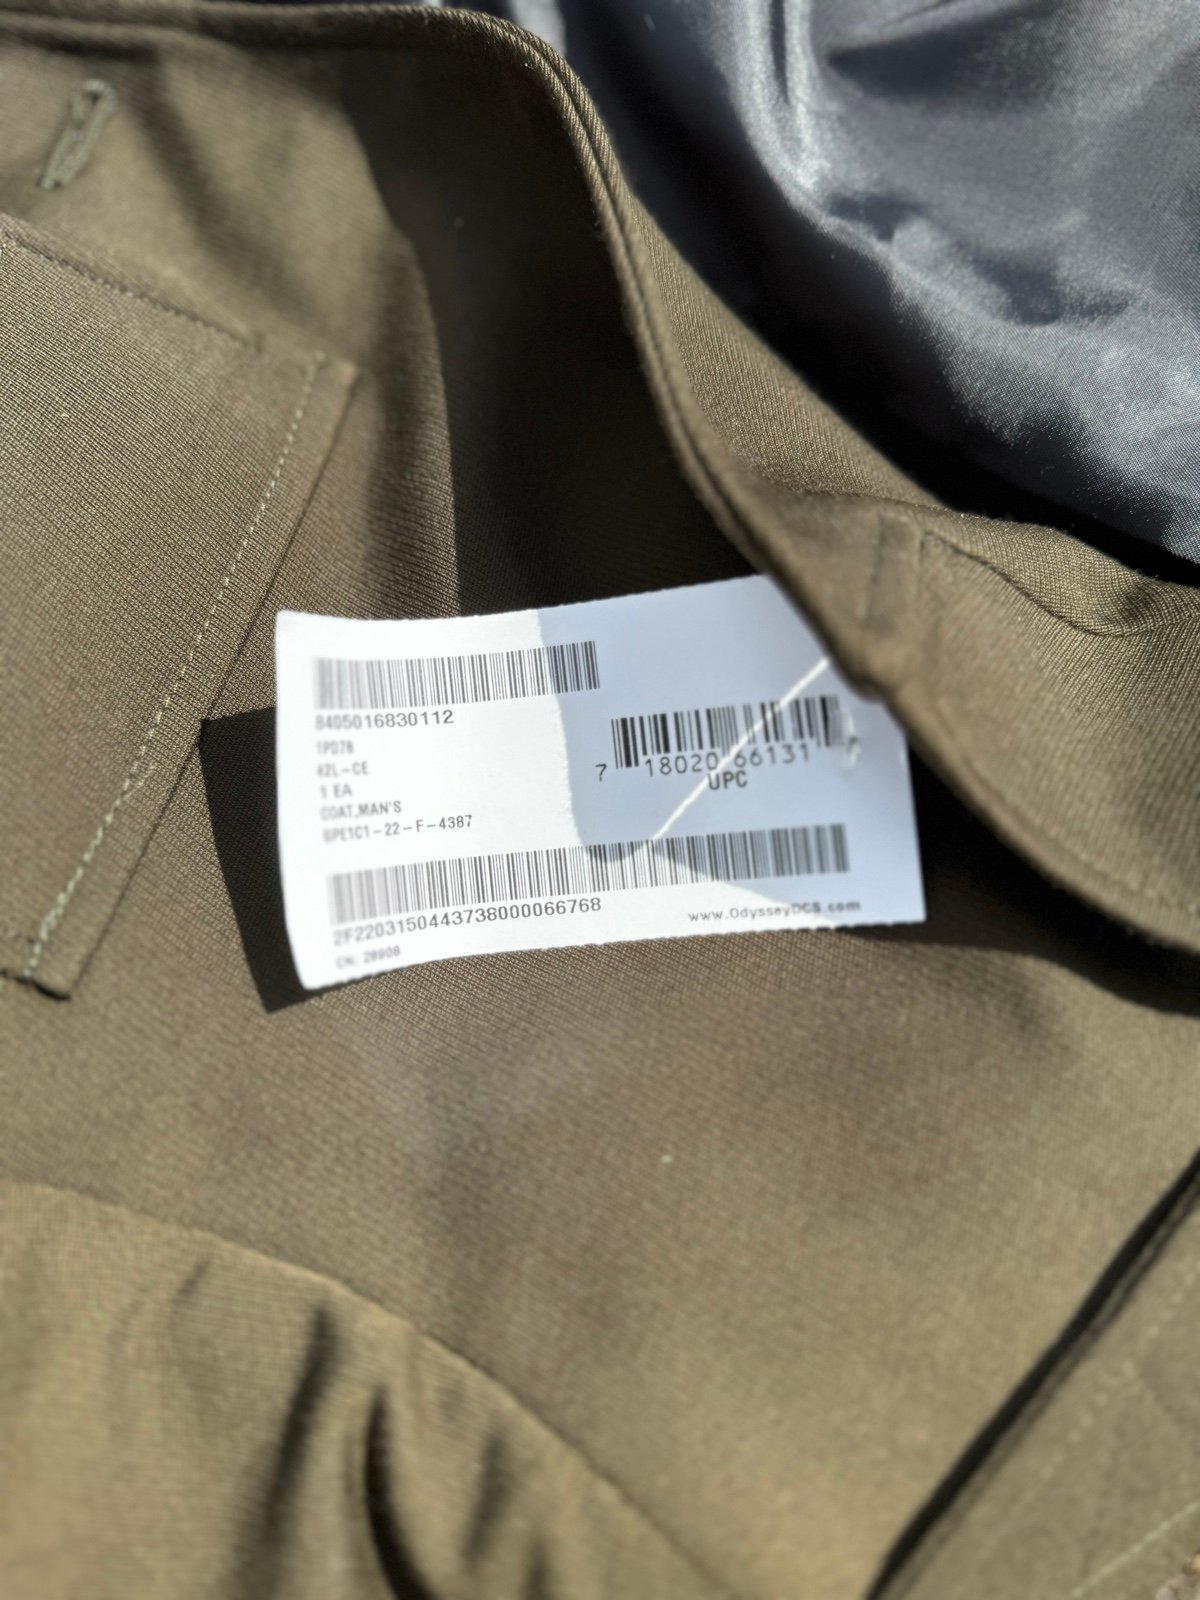 8405016830112
1PD78
42L-CE
1 EA
COAT,MAN'S
SPE1C1-22-F-4387
7 18020 66131
UPC
2F2203150443738000066768
www.OdysseyDCS.com
CN: 28908